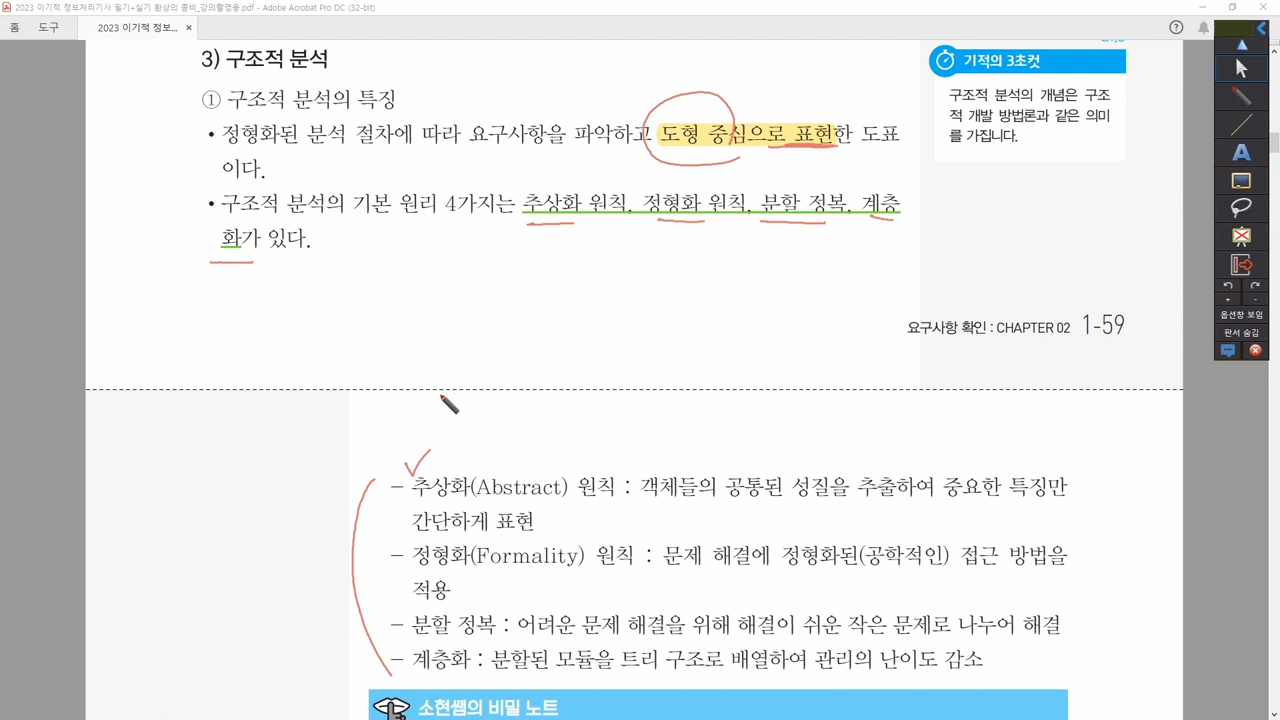 2023 이기적 정보처리기사 필기+실기 환상의 콤비_강의촬영용.pdf - Adobe Acrobat Pro DC (32-bit)
홈 도구 2023 이기적 정보... ×
3) 구조적 분석
① 구조적 분석의 특징
• 정형화된 분석 절차에 따라 요구사항을 파악하고 도형 중심으로 표현한 도표
이다.
• 구조적 분석의 기본 원리 4가지는 추상화 원칙, 정형화 원칙, 분할 정복, 계층
화가 있다.
기적의 3초컷
구조적 분석의 개념은 구조
적 개발 방법론과 같은 의미
를 가집니다.
요구사항 확인 : CHAPTER 02 1-59
– 추상화(Abstract) 원칙 : 객체들의 공통된 성질을 추출하여 중요한 특징만
간단하게 표현
– 정형화(Formality) 원칙 : 문제 해결에 정형화된(공학적인) 접근 방법을
적용
– 분할 정복 : 어려운 문제 해결을 위해 해결이 쉬운 작은 문제로 나누어 해결
– 계층화 : 분할된 모듈을 트리 구조로 배열하여 관리의 난이도 감소
소현쌤의 비밀 노트
A
+ -
옵션창 보임
판서 숨김